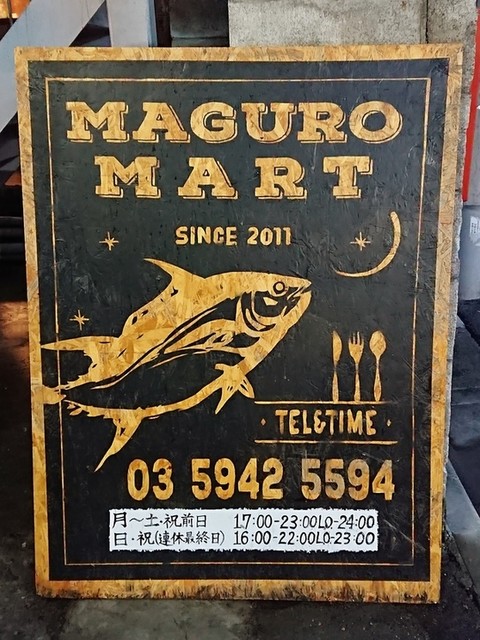 MAGURO
MART
SINCE 2011
TEL&TIME
03 5942 5594
月〜土・祝前日 17:00-23:00LO-24:00
日・祝(連休最終日) 16:00-22:00LO-23:00